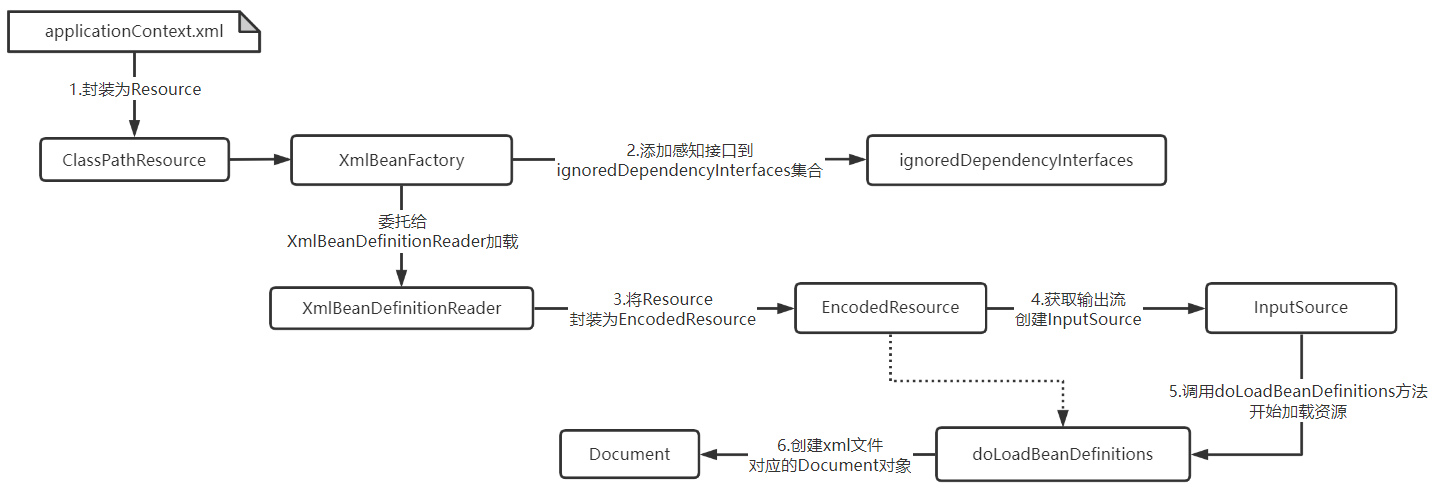 applicationContext.xml
1.封装为Resource
ClassPathResource
XmlBeanFactory
2.添加感知接口到
ignoredDependencyInterfaces集合
ignoredDependencyInterfaces
委托给
XmlBeanDefinitionReader加载
XmlBeanDefinitionReader
3.将Resource
封装为EncodedResource
EncodedResource
4.获取输出流
创建InputSource
InputSource
5.调用doLoadBeanDefinitions方法
开始加载资源
doLoadBeanDefinitions
6.创建xml文件
对应的Document对象
Document